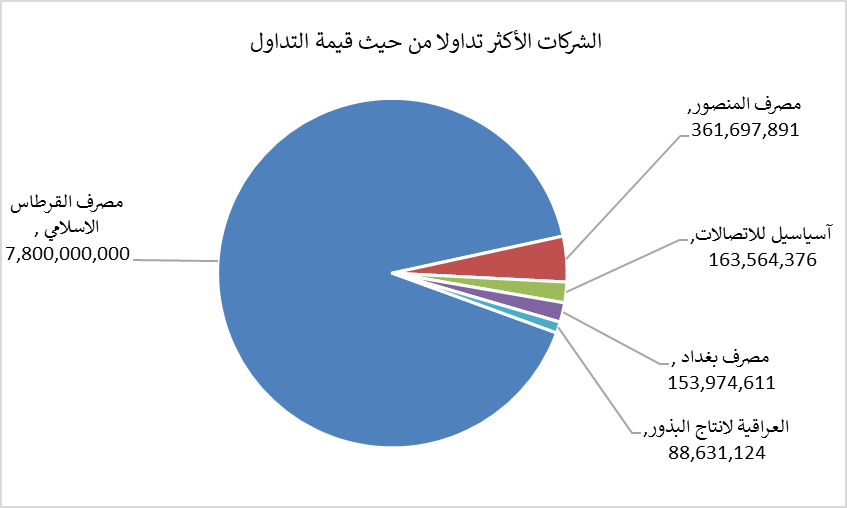 الشركات الأكثر تداولا من حيث قيمة التداول
مصرف المنصور,
361,697,891
آسياسيل للاتصالات,
163,564,376
مصرف بغداد ,
153,974,611
العراقية لانتاج البذور,
88,631,124
مصرف القرطاس
الاسلامي ,
7,800,000,000